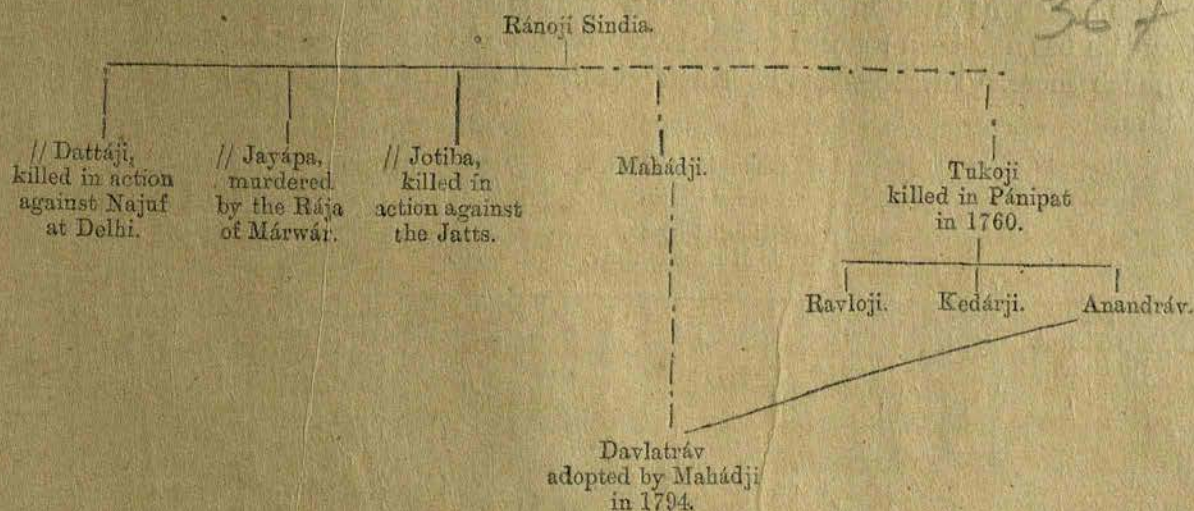 36
Ránojí Sindia.
// Dattáji,
killed in action
against Najuf
at Delhi.
// Jayápa,
murdered
by the Rája
of Márwár.
// Jotiba,
killed in
action against
the Jatts.
Mahádji.
Tukoji
killed in Pánipat
in 1760.
Ravloji.
Kedárji.
Anandráv.
Davlatráv
adopted by Mahádji
in 1794.